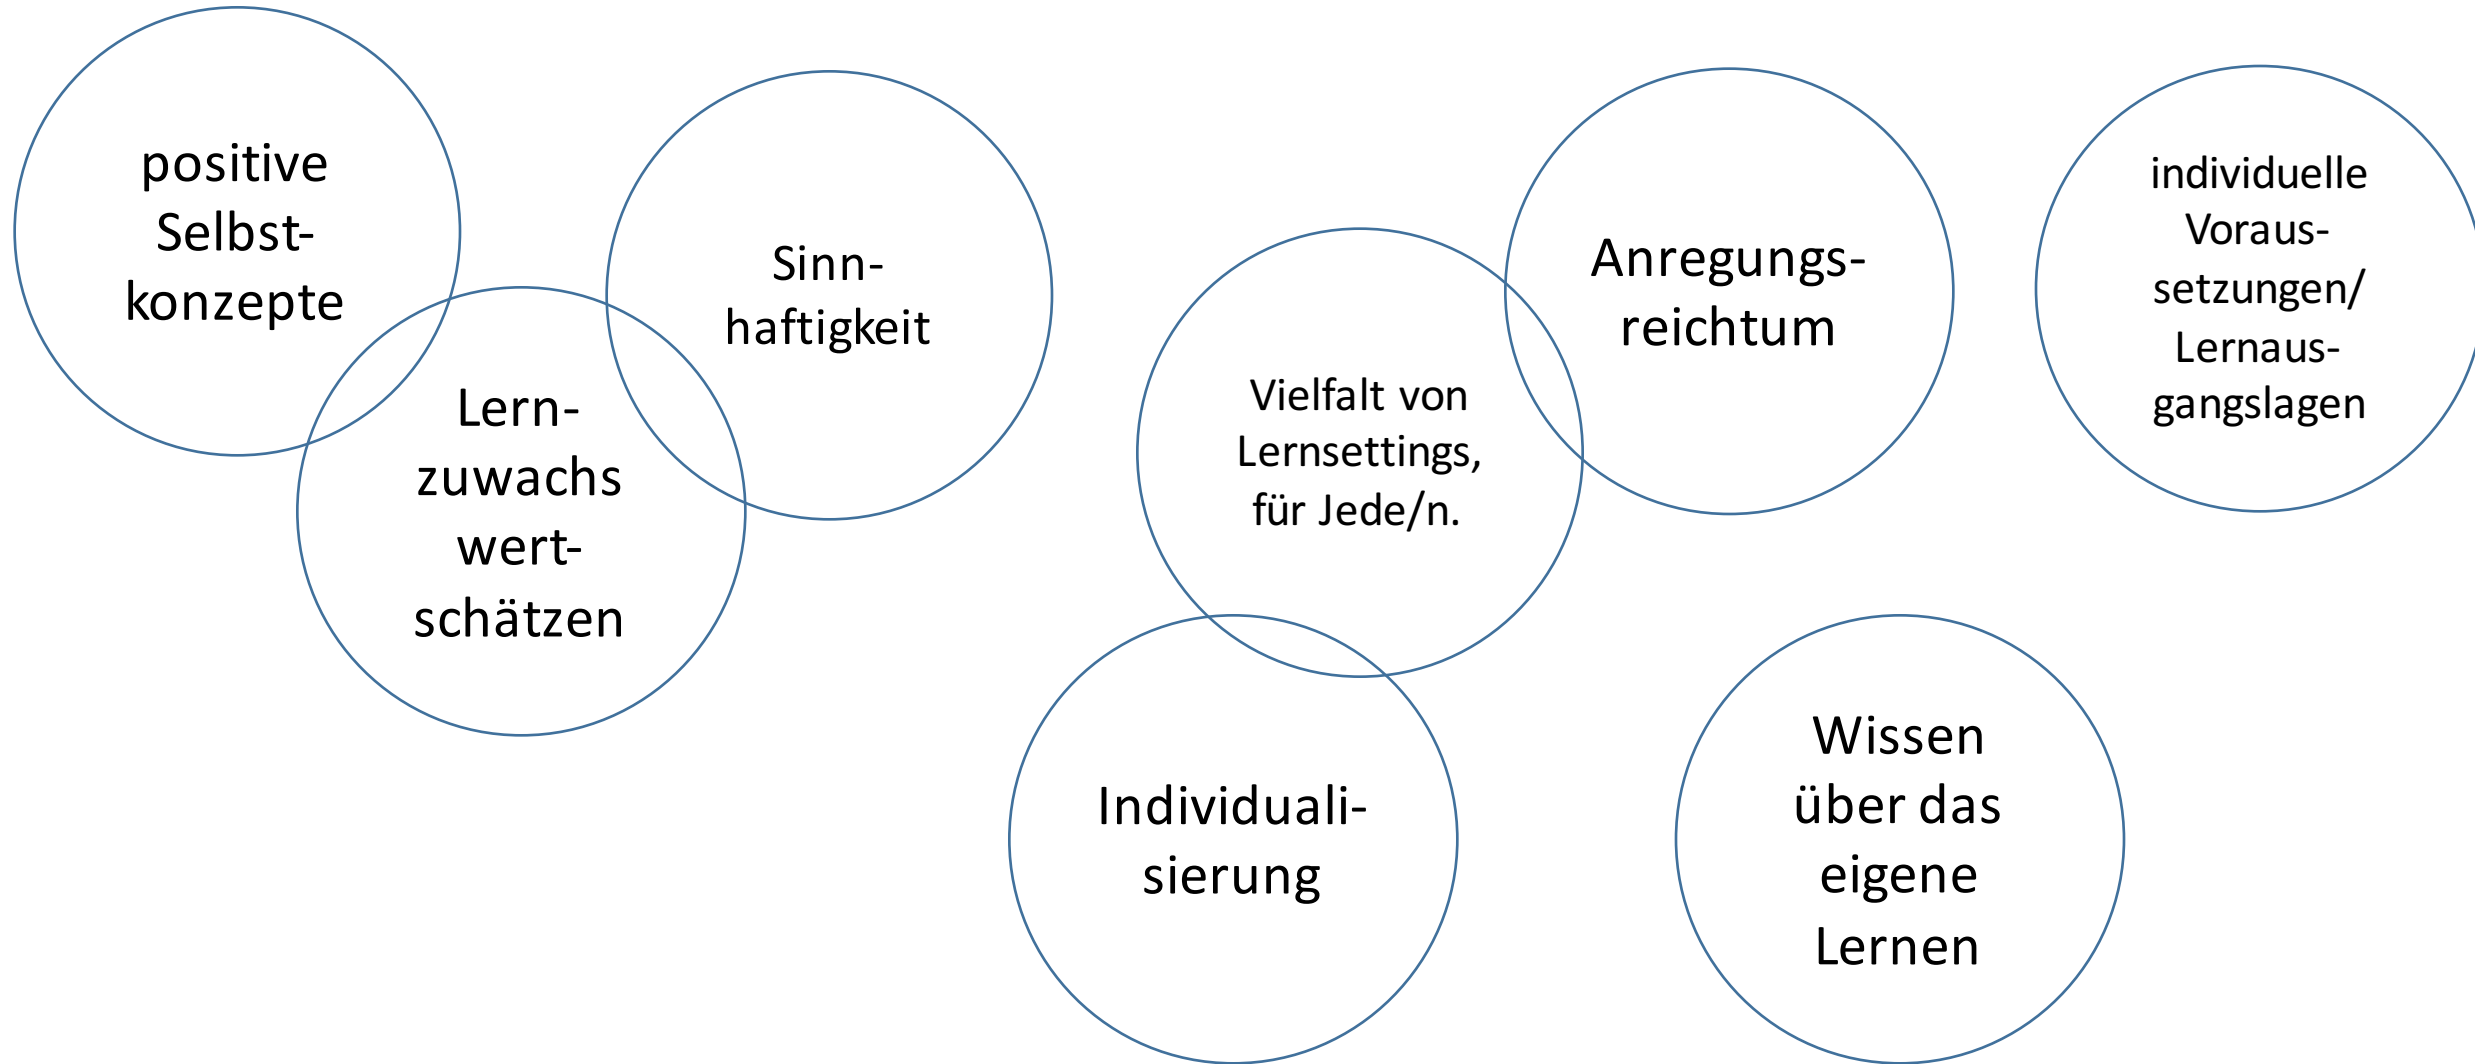 positive
Selbst-
konzepte
Lern-
zuwachs
wert-
schätzen
Sinn-
haftigkeit
Vielfalt von
Lernsettings,
für Jede/n.
Anregungs-
reichtum
individuelle
Voraus-
setzungen/
Lernaus-
gangslagen
Individuali-
sierung
Wissen
über das
eigene
Lernen